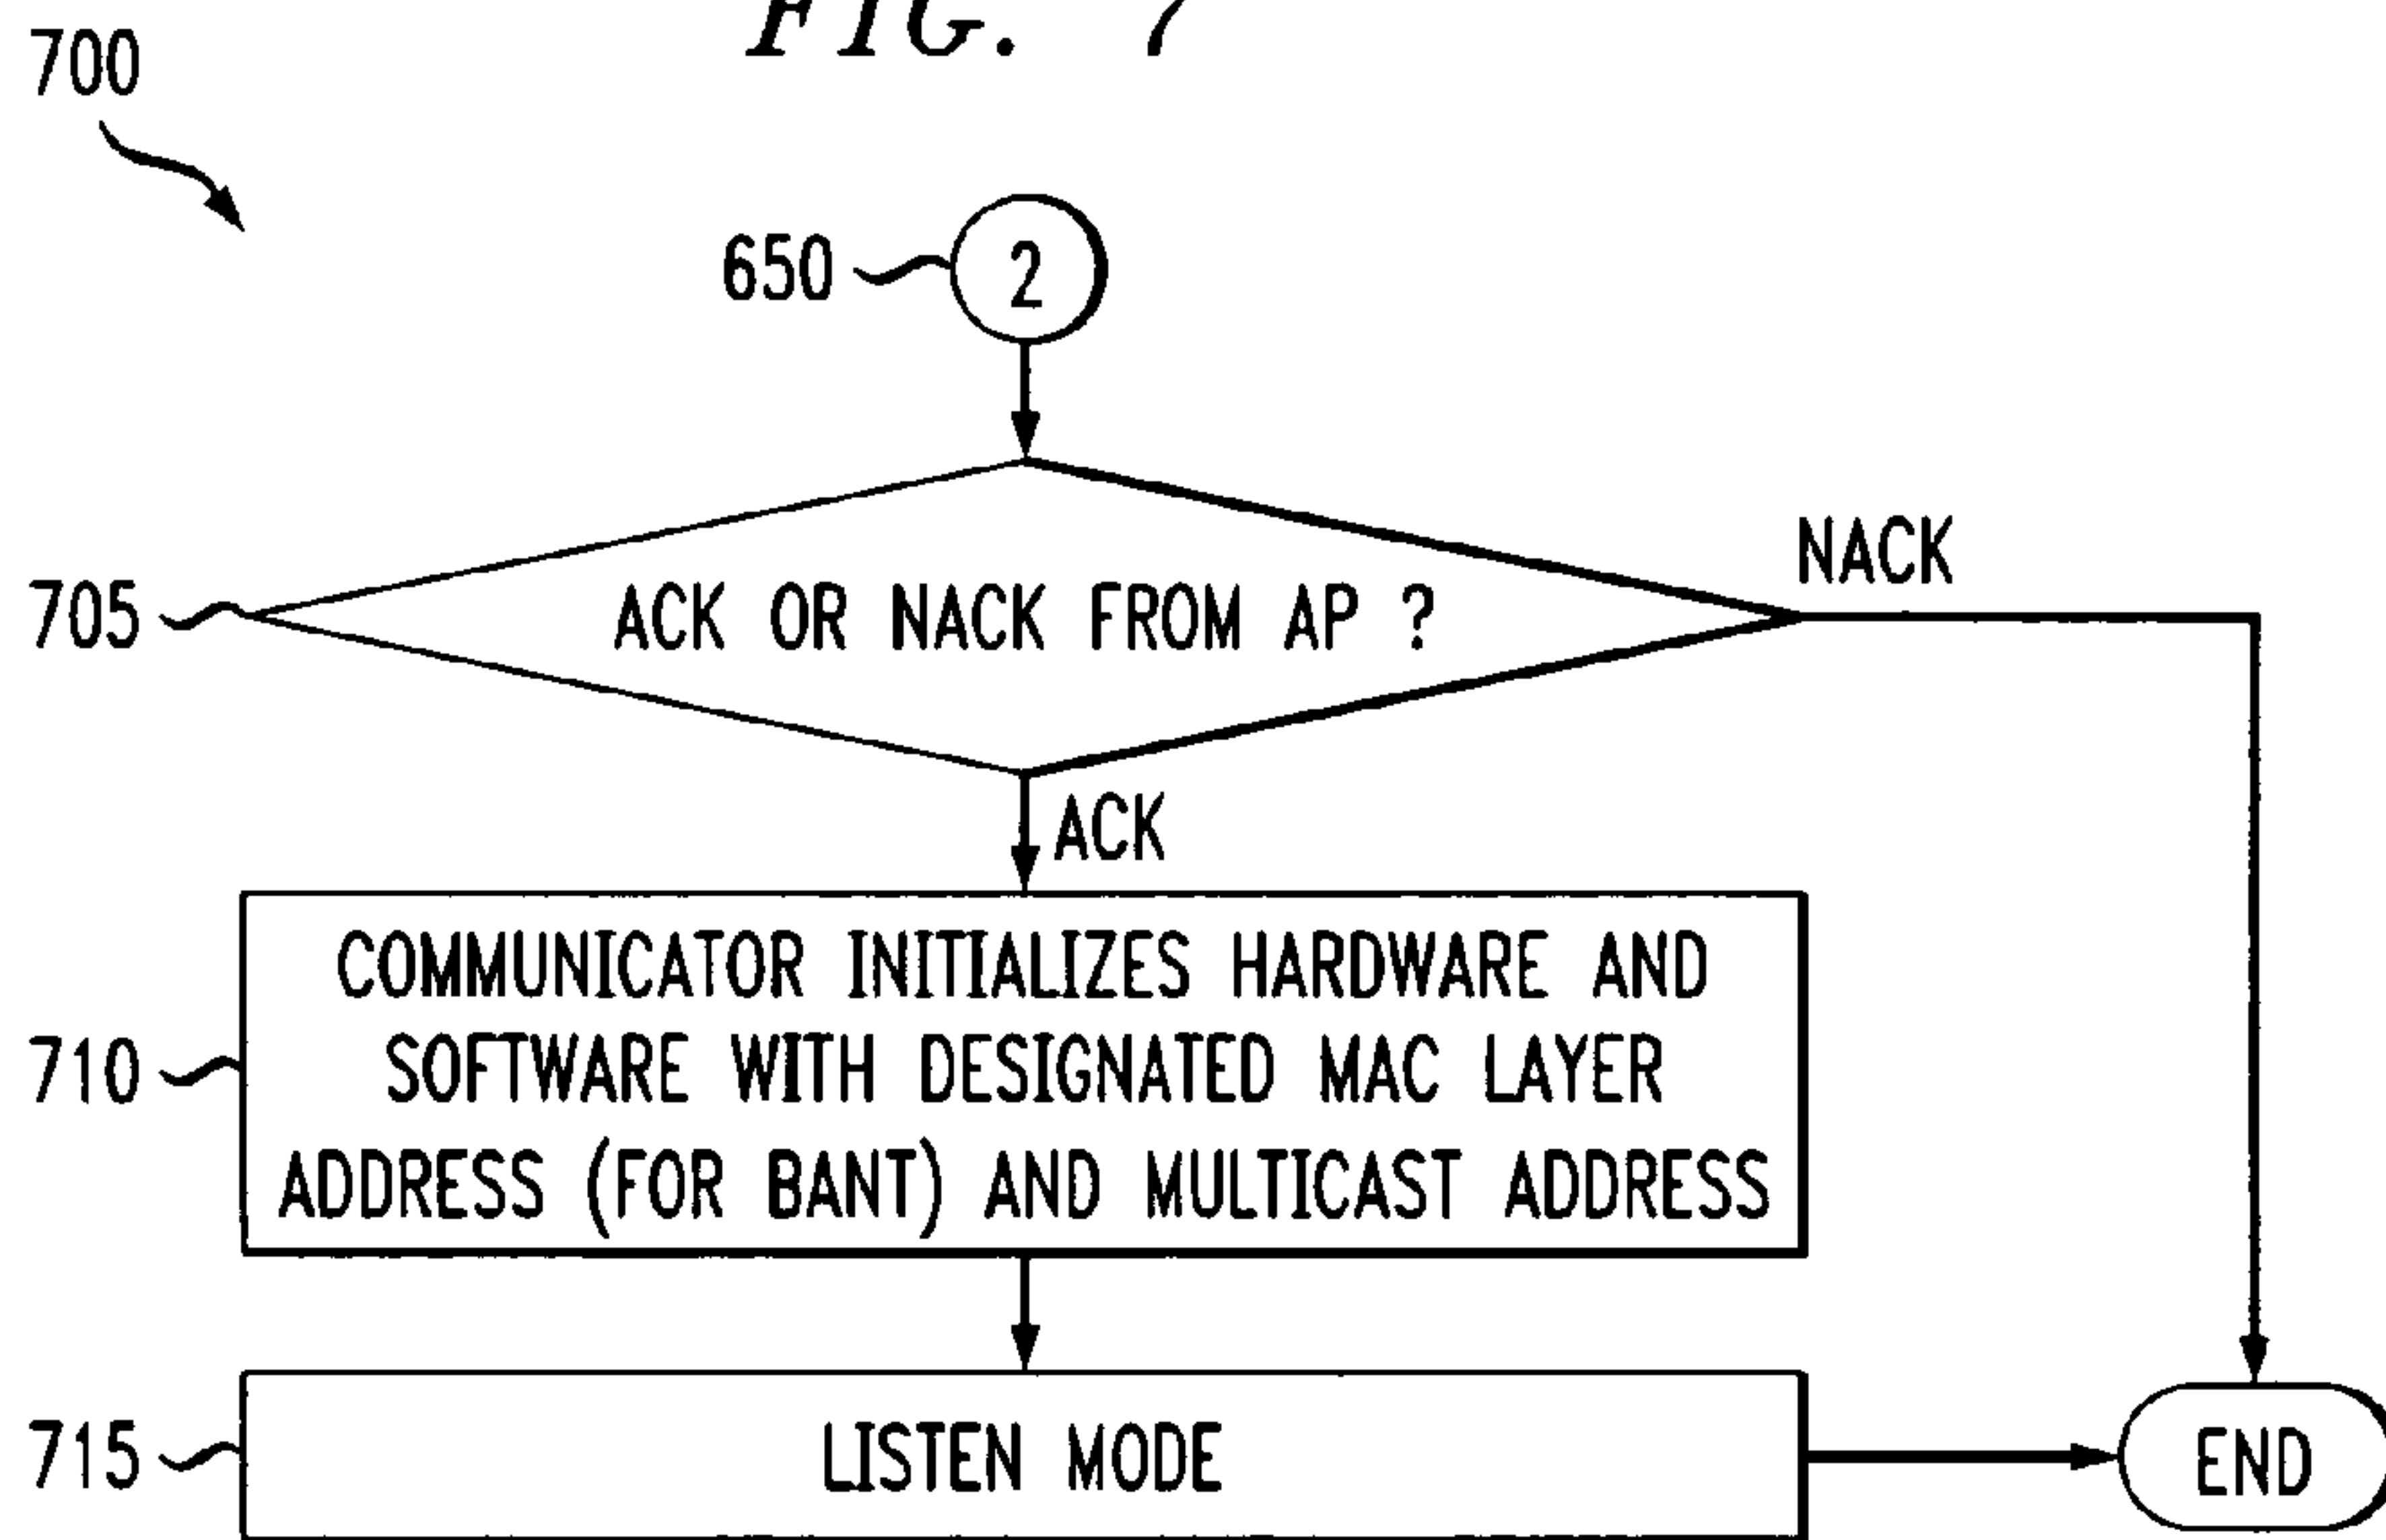 FIG. 7
700
650
2
705
ACK OR NACK FROM AP ?
NACK
ACK
710
COMMUNICATOR INITIALIZES HARDWARE AND
SOFTWARE WITH DESIGNATED MAC LAYER
ADDRESS (FOR BANT) AND MULTICAST ADDRESS
715
LISTEN MODE
END